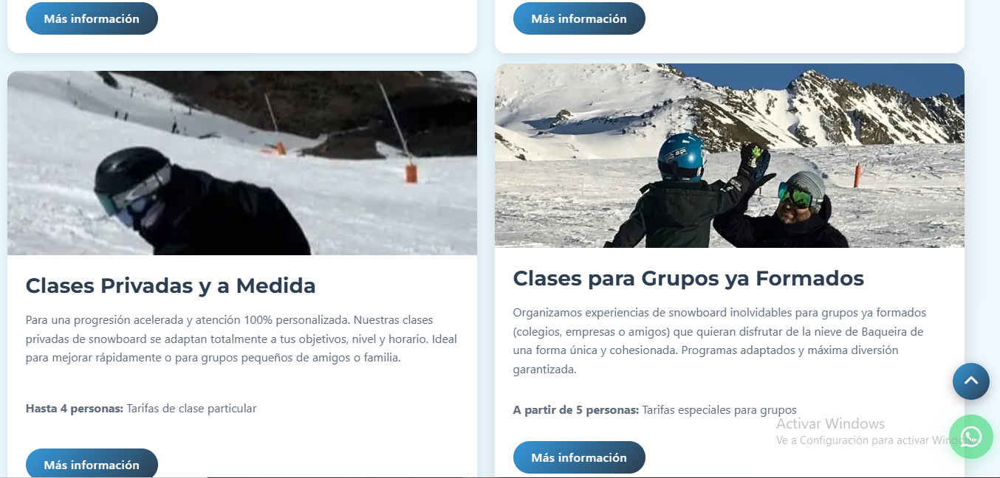 Más información
Más información
Clases Privadas y a Medida
Para una progresión acelerada y atención 100% personalizada. Nuestras clases
privadas de snowboard se adaptan totalmente a tus objetivos, nivel y horario. Ideal
para mejorar rápidamente o para grupos pequeños de amigos o familia.
Hasta 4 personas: Tarifas de clase particular
Más información
Clases para Grupos ya Formados
Organizamos experiencias de snowboard inolvidables para grupos ya formados
(colegios, empresas o amigos) que quieran disfrutar de la nieve de Baqueira de
una forma única y cohesionada. Programas adaptados y máxima diversión
garantizada.
A partir de 5 personas: Tarifas especiales para grupos
Más información
Activar Windows
Ve a Configuración para activar Windows.